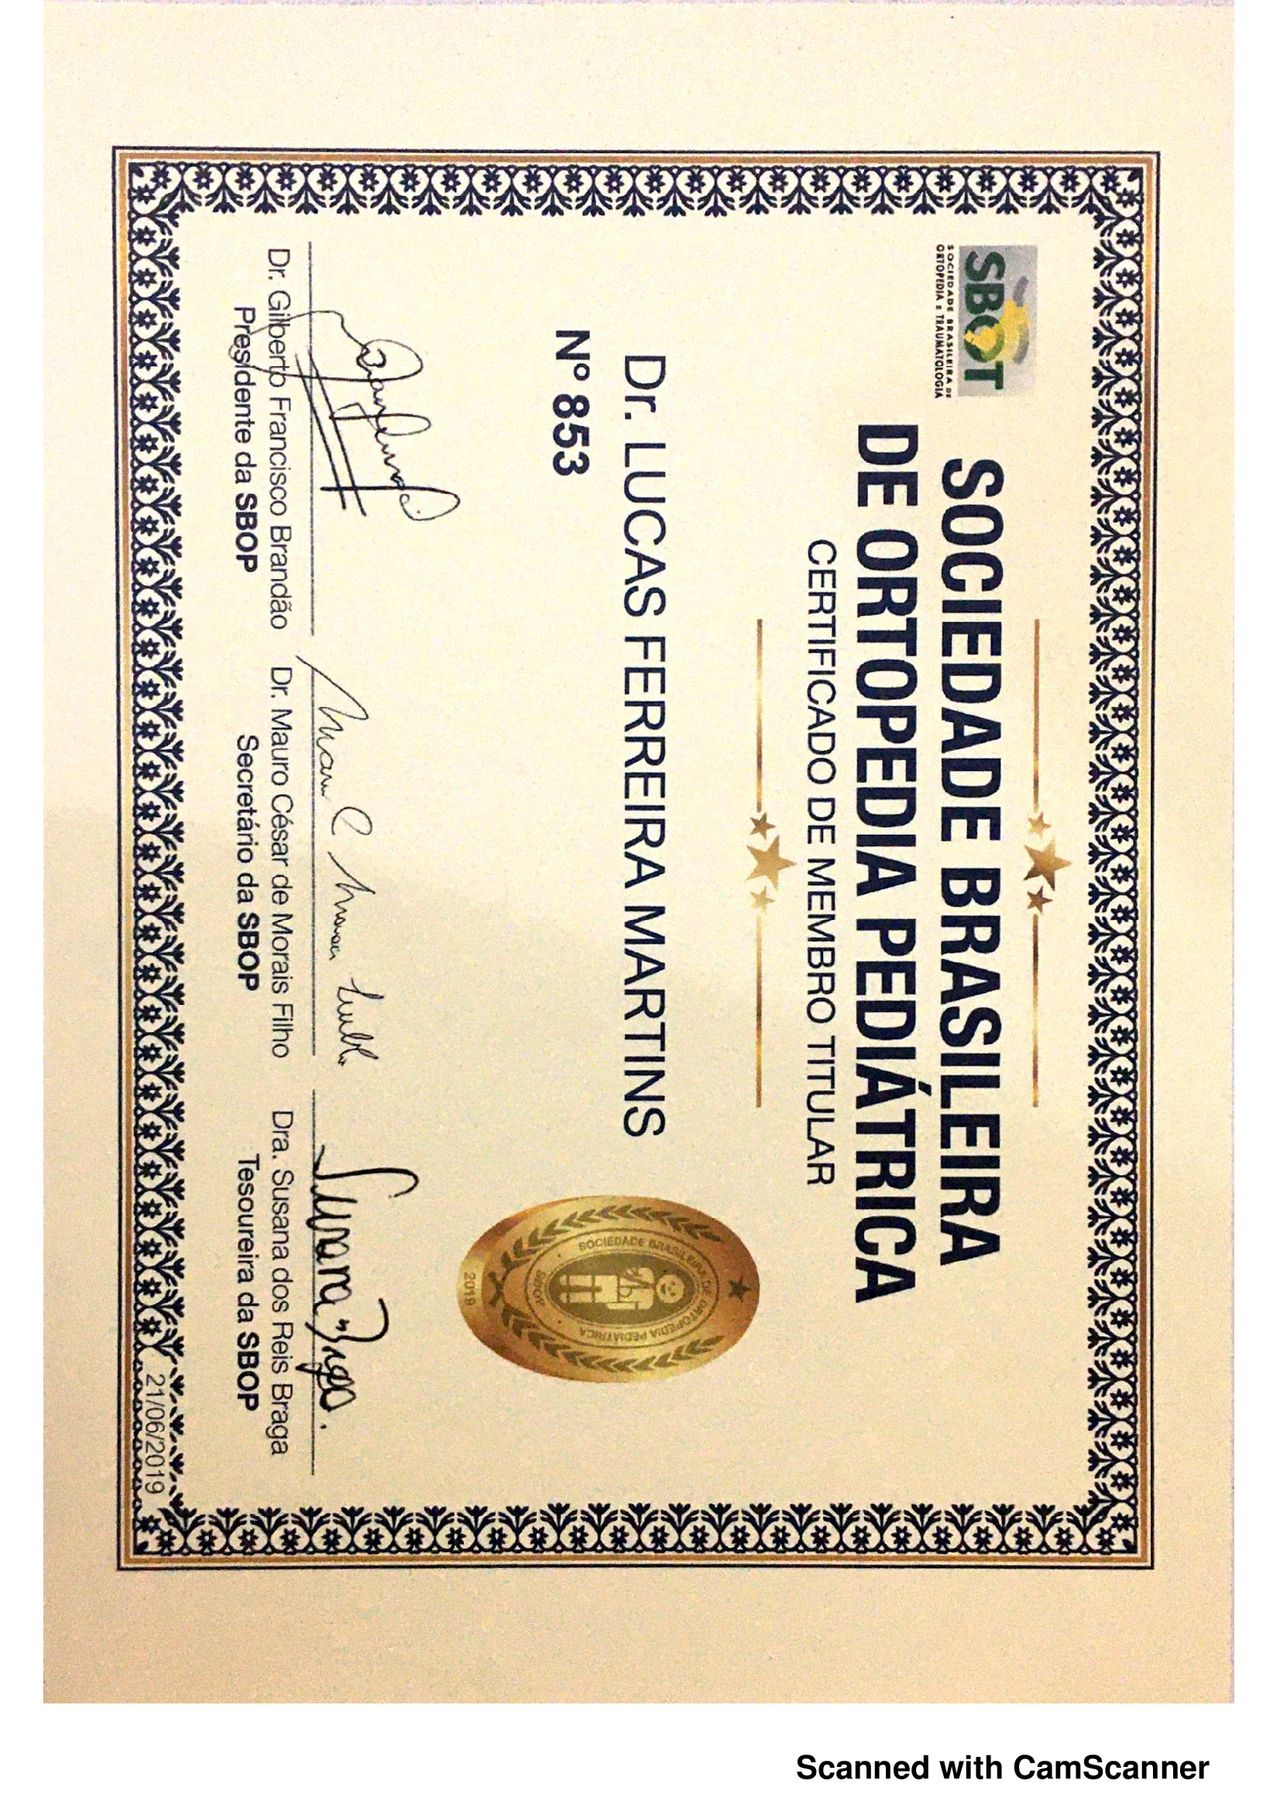 SBOT
SOCIEDADE BRASILEIRA DE
ORTOPEDIA E TRAUMATOLOGIA
SOCIEDADE BRASILEIRA
DE ORTOPEDIA PEDIÁTRICA
CERTIFICADO DE MEMBRO TITULAR
Dr. LUCAS FERREIRA MARTINS
Nº 853
SOCIEDADE BRASILEIRA DE ORTOPEDIA PEDIÁTRICA
SBOP
2019
Dr. Gilberto Francisco Brandão
Presidente da SBOP
Dr. Mauro César de Morais Filho
Secretário da SBOP
Dra. Susana dos Reis Braga
Tesoureira da SBOP
21/06/2019
Scanned with CamScanner